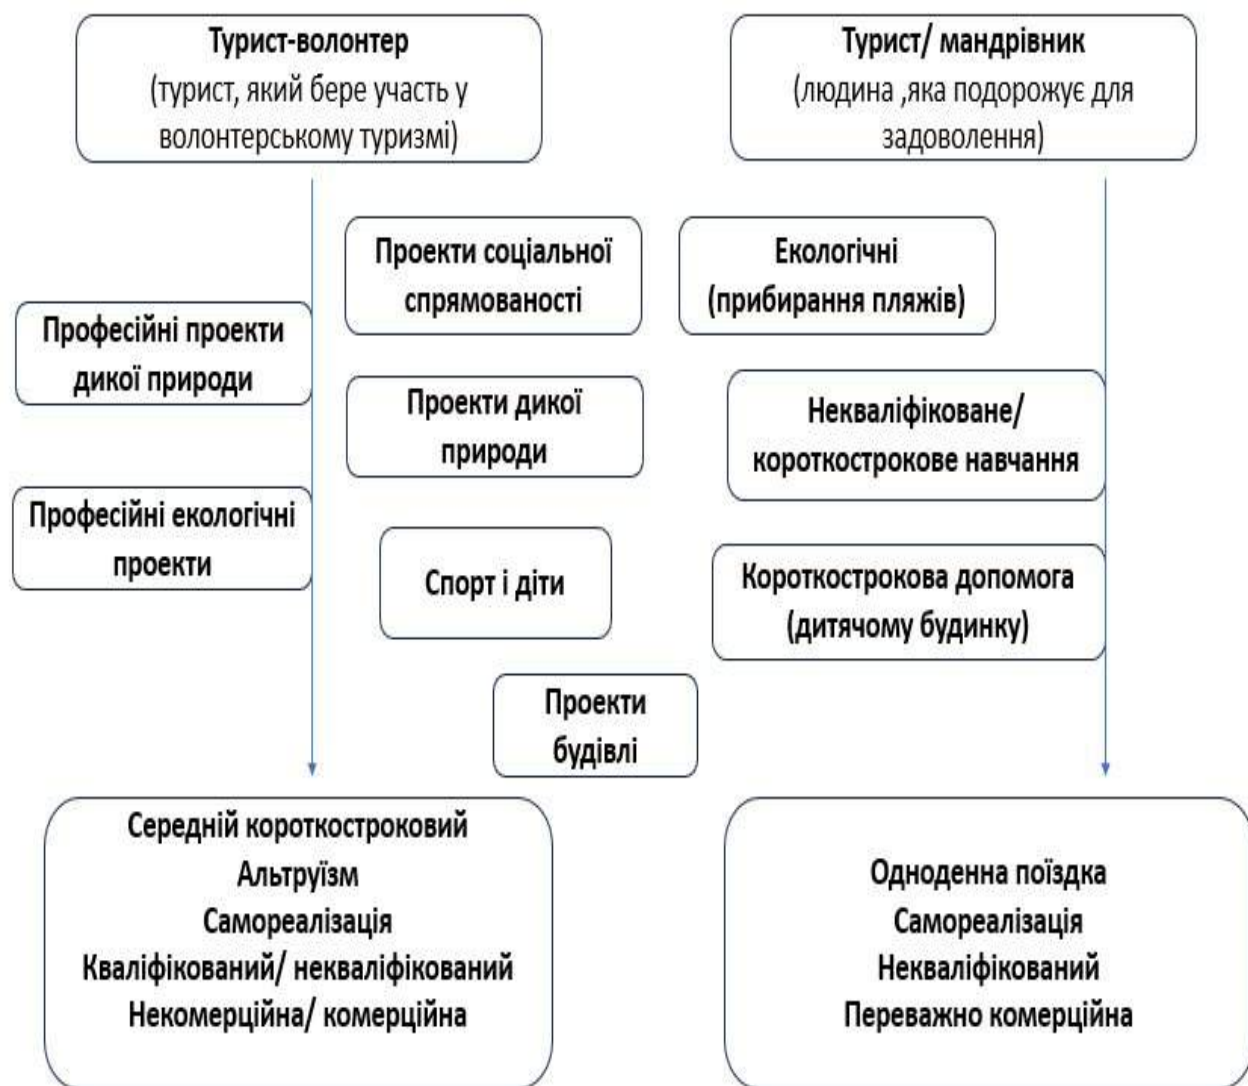 Турист-волонтер
(турист, який бере участь у
волонтерському туризмі)
Турист/ мандрівник
(людина ,яка подорожує для
задоволення)
Проекти соціальної
спрямованості
Екологічні
(прибирання пляжів)
Професійні проекти
дикої природи
Проекти дикої
природи
Некваліфіковане/
короткострокове навчання
Професійні екологічні
проекти
Спорт і діти
Короткострокова допомога
(дитячому будинку)
Проекти
будівлі
Середній короткостроковий
Альтруїзм
Самореалізація
Кваліфікований/ некваліфікований
Некомерційна/ комерційна
Одноденна поїздка
Самореалізація
Некваліфікований
Переважно комерційна